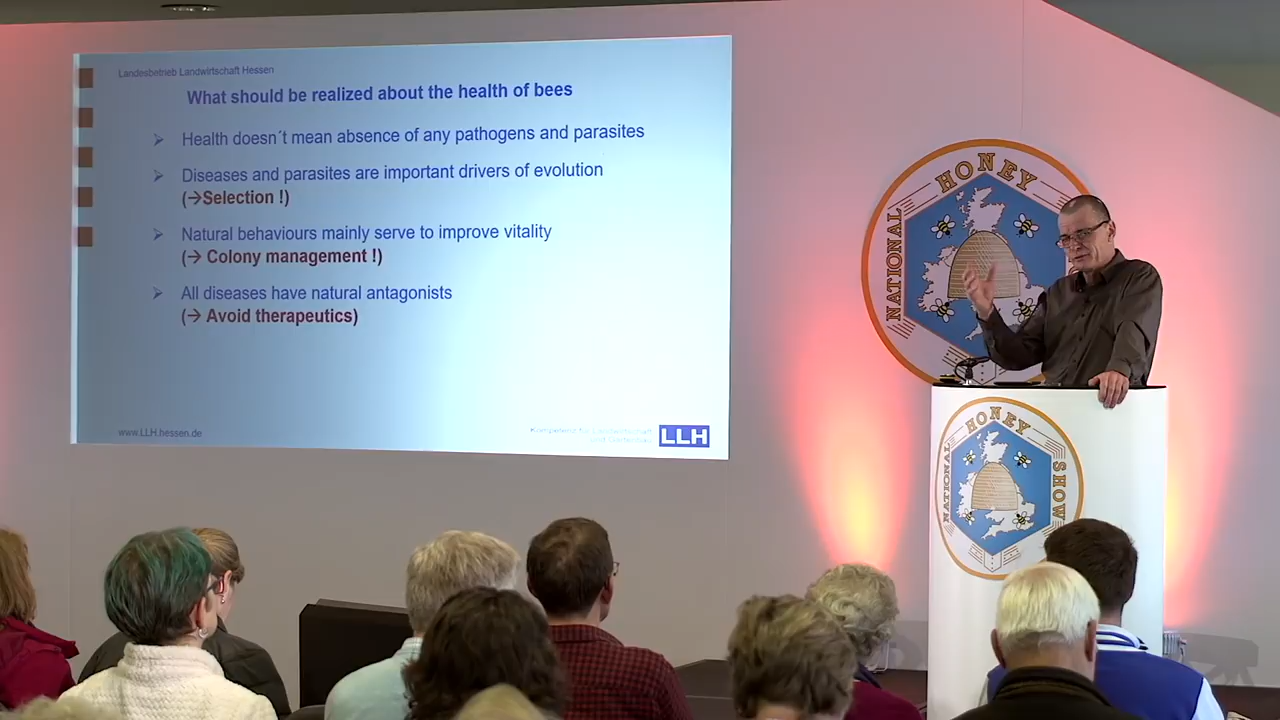 Landesbetrieb Landwirtschaft Hessen
What should be realized about the health of bees
Health doesn´t mean absence of any pathogens and parasites
Diseases and parasites are important drivers of evolution
(→Selection !)
Natural behaviours mainly serve to improve vitality
(→ Colony management !)
All diseases have natural antagonists
(→ Avoid therapeutics)
www.LLH.hessen.de
LLH
NATIONAL HONEY
NATIONAL HONEY SHOW